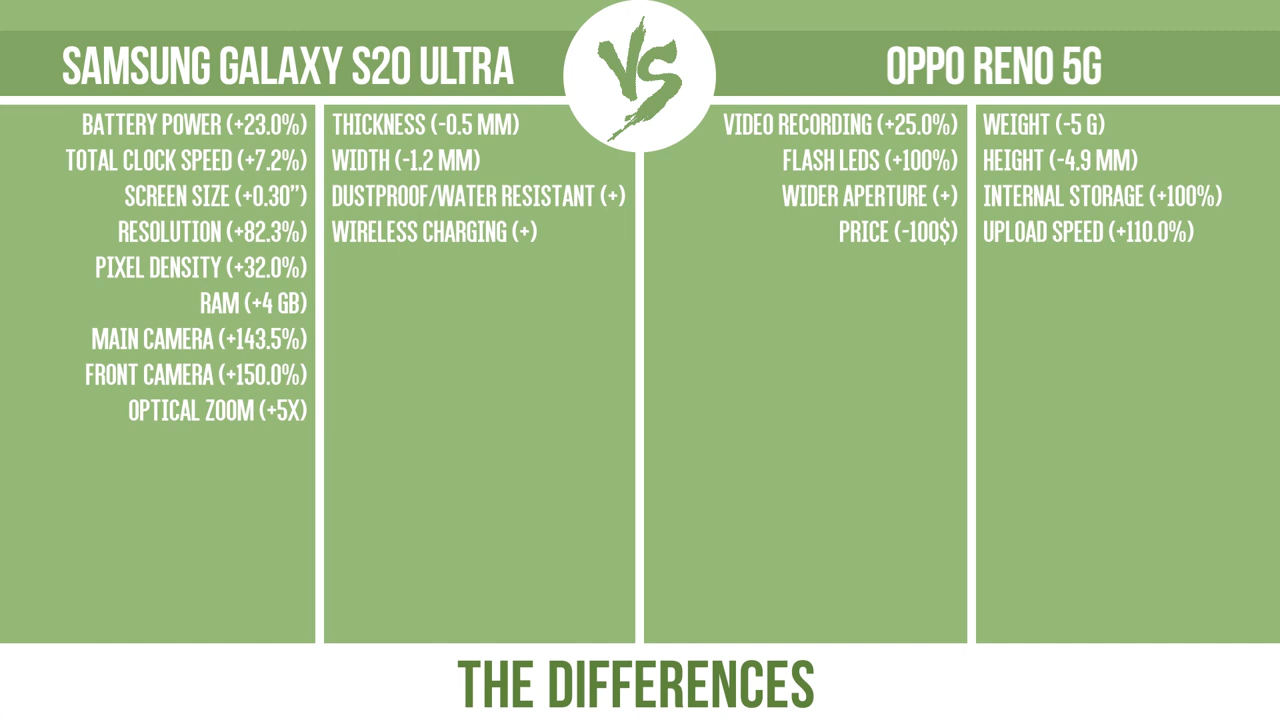 SAMSUNG GALAXY S20 ULTRA
VS
OPPO RENO 5G
BATTERY POWER (+23.0%)
TOTAL CLOCK SPEED (+7.2%)
SCREEN SIZE (+0.30”)
RESOLUTION (+82.3%)
PIXEL DENSITY (+32.0%)
RAM (+4 GB)
MAIN CAMERA (+143.5%)
FRONT CAMERA (+150.0%)
OPTICAL ZOOM (+5X)
THICKNESS (-0.5 MM)
WIDTH (-1.2 MM)
DUSTPROOF/WATER RESISTANT (+)
WIRELESS CHARGING (+)
VIDEO RECORDING (+25.0%)
FLASH LEDS (+100%)
WIDER APERTURE (+)
PRICE (-100$)
WEIGHT (-5 G)
HEIGHT (-4.9 MM)
INTERNAL STORAGE (+100%)
UPLOAD SPEED (+110.0%)
THE DIFFERENCES